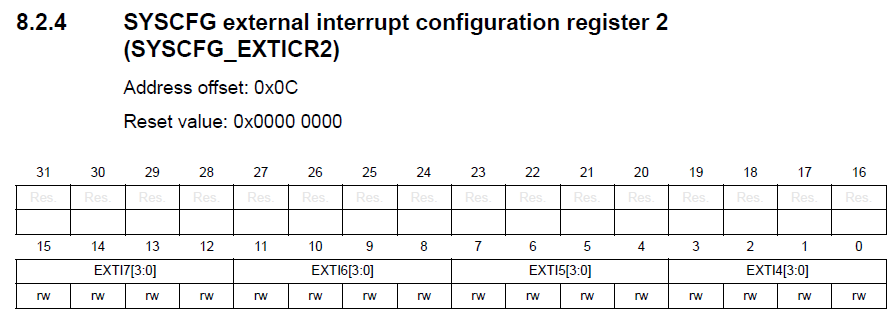 8.2.4 SYSCFG external interrupt configuration register 2
(SYSCFG_EXTICR2)
Address offset: 0x0C
Reset value: 0x0000 0000
31 30 29 28 27 26 25 24 23 22 21 20 19 18 17 16
Res. Res. Res. Res. Res. Res. Res. Res. Res. Res. Res. Res. Res. Res. Res. Res.
15 14 13 12 11 10 9 8 7 6 5 4 3 2 1 0
EXTI7[3:0] EXTI6[3:0] EXTI5[3:0] EXTI4[3:0]
rw rw rw rw rw rw rw rw rw rw rw rw rw rw rw rw